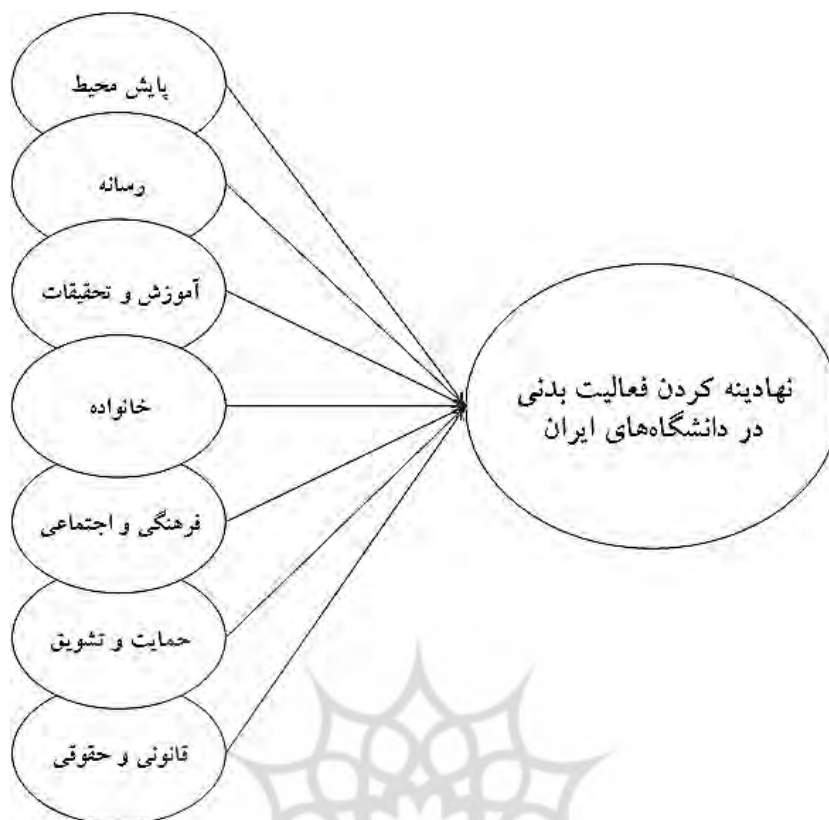 پایش محیط
رسانه
آموزش و تحقیقات
خانواده
فرهنگی و اجتماعی
حمایت و تشویق
قانونی و حقوقی
نهادینه کردن فعالیت بدنی
در دانشگاه‌های ایران